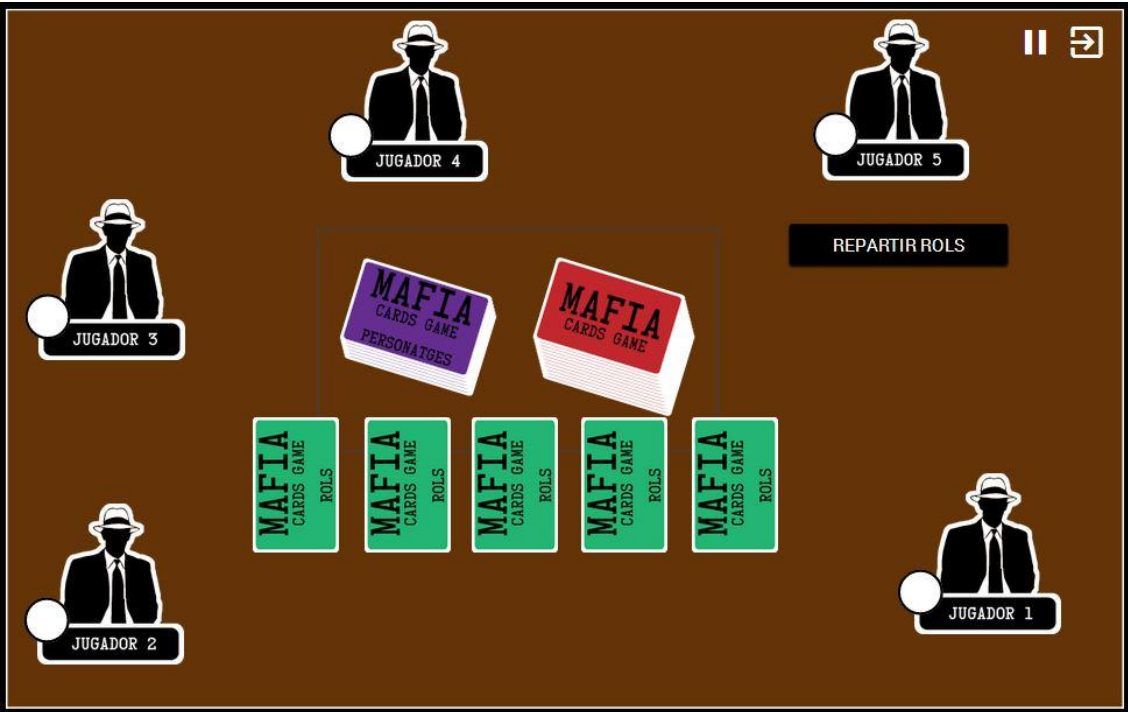 JUGADOR 4
JUGADOR 5
REPARTIR ROLS
JUGADOR 3
MAFIA
CARDS GAME
PERSONATGES
MAFIA
CARDS GAME
MAFIA
CARDS GAME
ROLS
MAFIA
CARDS GAME
ROLS
MAFIA
CARDS GAME
ROLS
MAFIA
CARDS GAME
ROLS
MAFIA
CARDS GAME
ROLS
JUGADOR 2
JUGADOR 1